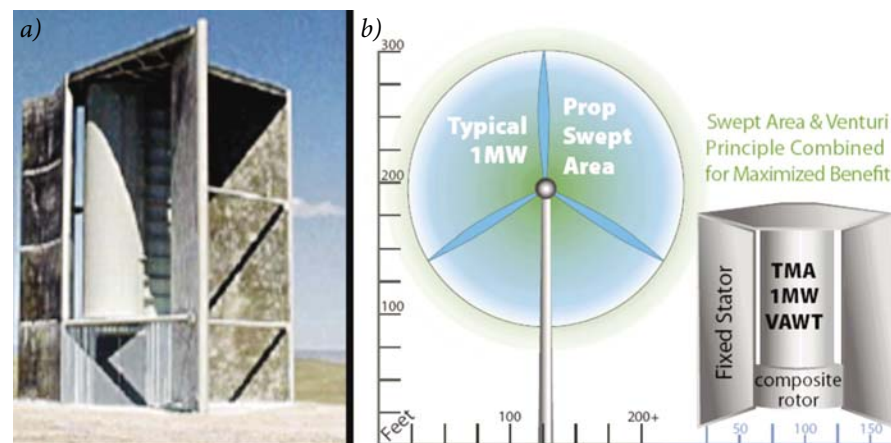 a)
b)
300
200
100
Feet
100
200+
Typical
1MW
Prop
Swept
Area
Swept Area & Venturi
Principle Combined
for Maximized Benefit
Fixed Stator
TMA
1MW
VAWT
composite
rotor
50
100
150